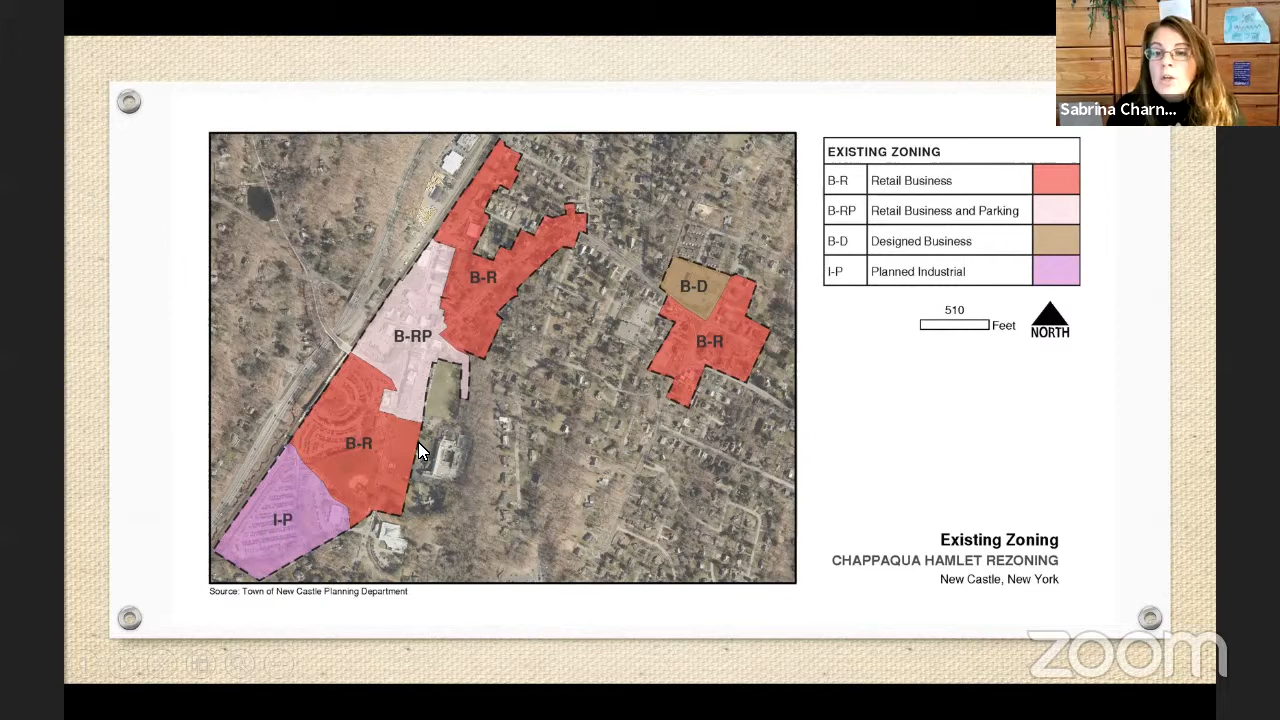 Sabrina Charn...
EXISTING ZONING
B-R Retail Business
B-RP Retail Business and Parking
B-D Designed Business
I-P Planned Industrial
510
Feet
NORTH
B-R
B-D
B-RP
B-R
B-R
I-P
Existing Zoning
CHAPPAQUA HAMLET REZONING
New Castle, New York
Source: Town of New Castle Planning Department
zoom